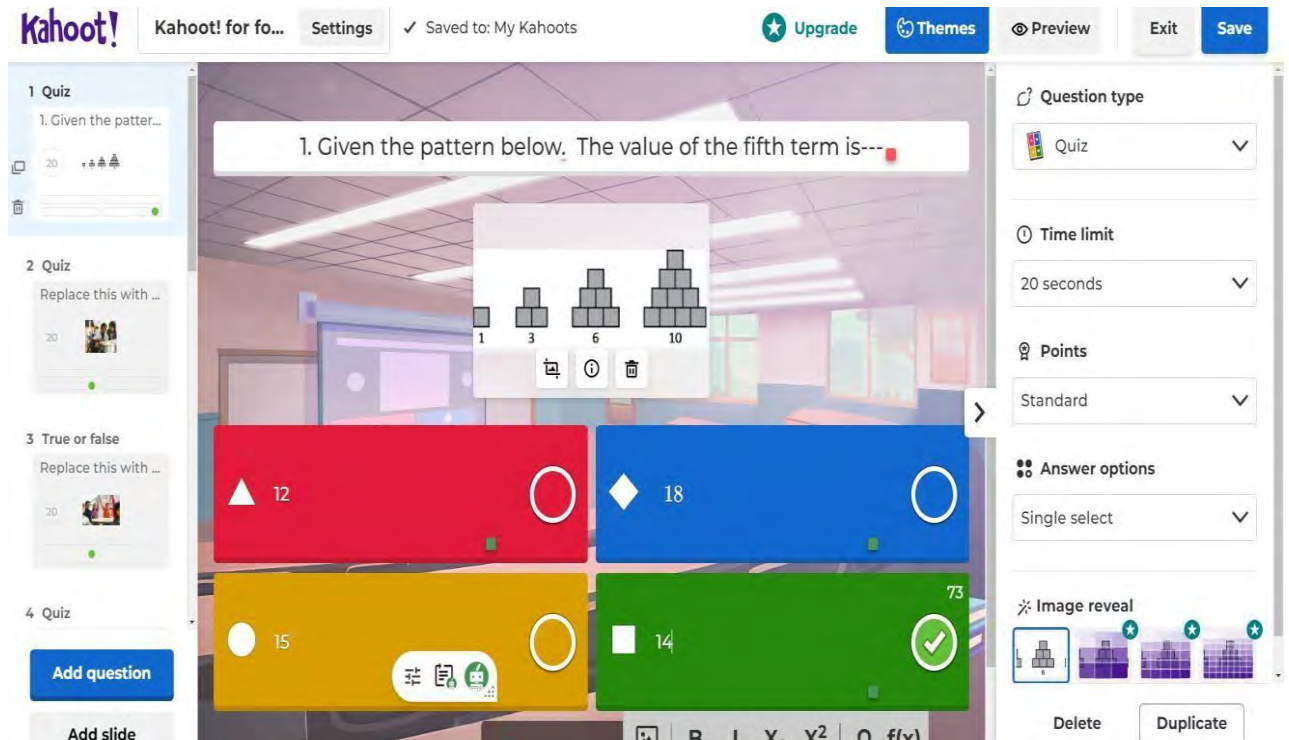 Kahoot!
Kahoot! for fo...
Settings
✓ Saved to: My Kahoots
Upgrade
Themes
Preview
Exit
Save
1 Quiz
1. Given the patter...
20
2 Quiz
Replace this with ...
20
3 True or false
Replace this with ...
20
4 Quiz
Add question
Add slide
1. Given the pattern below. The value of the fifth term is---
1 3 6 10
12
18
15
73
14
B I X₂ X² Ω f(x)
Question type
Quiz
Time limit
20 seconds
Points
Standard
Answer options
Single select
Image reveal
6
Delete
Duplicate